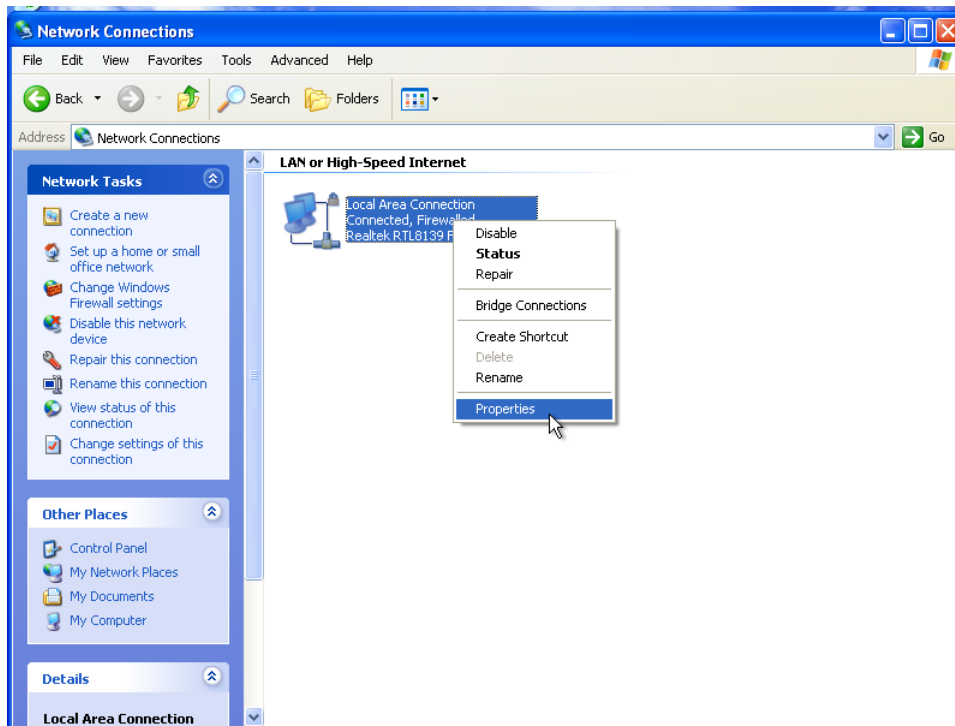 Network Connections
File Edit View Favorites Tools Advanced Help
Back Search Folders
Address Network Connections Go
Network Tasks
Create a new
connection
Set up a home or small
office network
Change Windows
Firewall settings
Disable this network
device
Repair this connection
Rename this connection
View status of this
connection
Change settings of this
connection
Other Places
Control Panel
My Network Places
My Documents
My Computer
Details
Local Area Connection
LAN or High-Speed Internet
Local Area Connection
Connected, Firewalled
Realtek RTL8139 F
Disable
Status
Repair
Bridge Connections
Create Shortcut
Delete
Rename
Properties